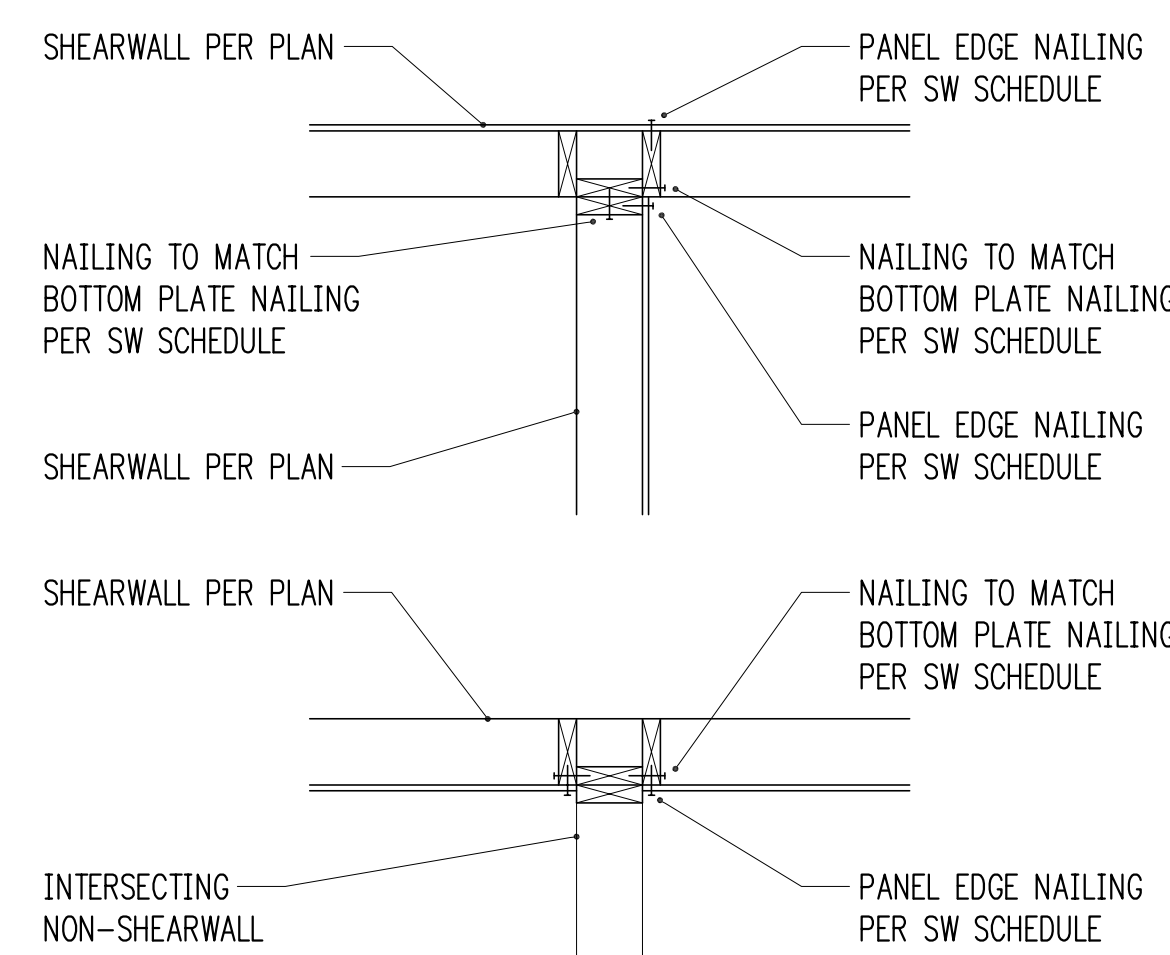 SHEARWALL PER PLAN
PANEL EDGE NAILING
PER SW SCHEDULE
NAILING TO MATCH
BOTTOM PLATE NAILING
PER SW SCHEDULE
NAILING TO MATCH
BOTTOM PLATE NAILING
PER SW SCHEDULE
SHEARWALL PER PLAN
PANEL EDGE NAILING
PER SW SCHEDULE
SHEARWALL PER PLAN
NAILING TO MATCH
BOTTOM PLATE NAILING
PER SW SCHEDULE
INTERSECTING
NON-SHEARWALL
PANEL EDGE NAILING
PER SW SCHEDULE